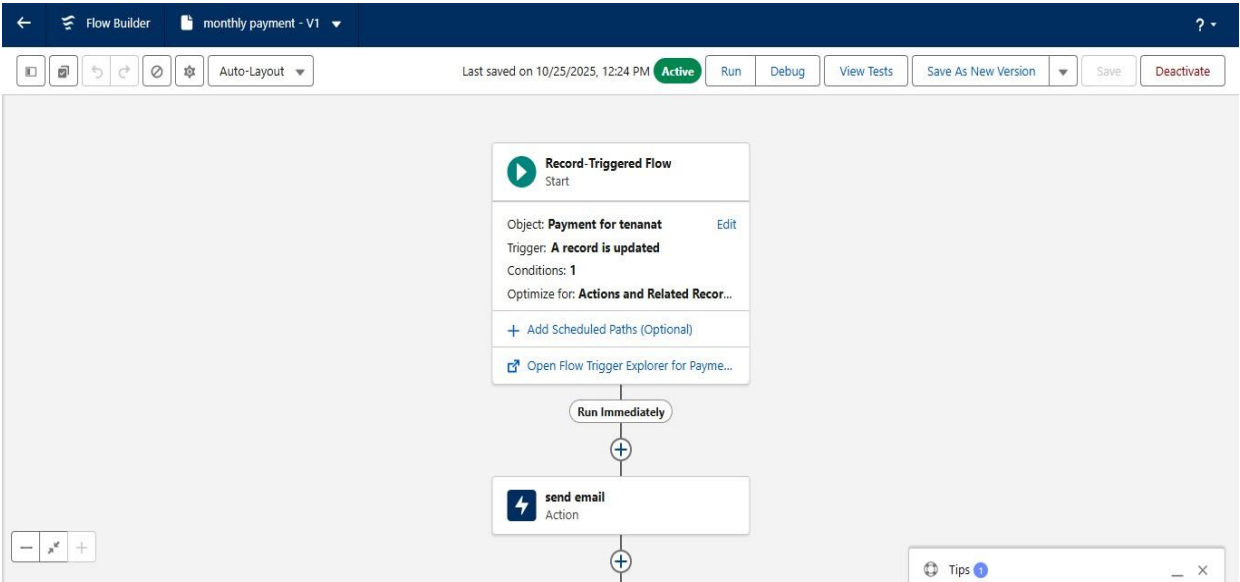 Flow Builder monthly payment - V1 ?
Auto-Layout Last saved on 10/25/2025, 12:24 PM Active Run Debug View Tests Save As New Version Save Deactivate
Record-Triggered Flow
Start
Object: Payment for tenanat Edit
Trigger: A record is updated
Conditions: 1
Optimize for: Actions and Related Recor...
+ Add Scheduled Paths (Optional)
Open Flow Trigger Explorer for Payme...
Run Immediately
send email
Action
Tips 1